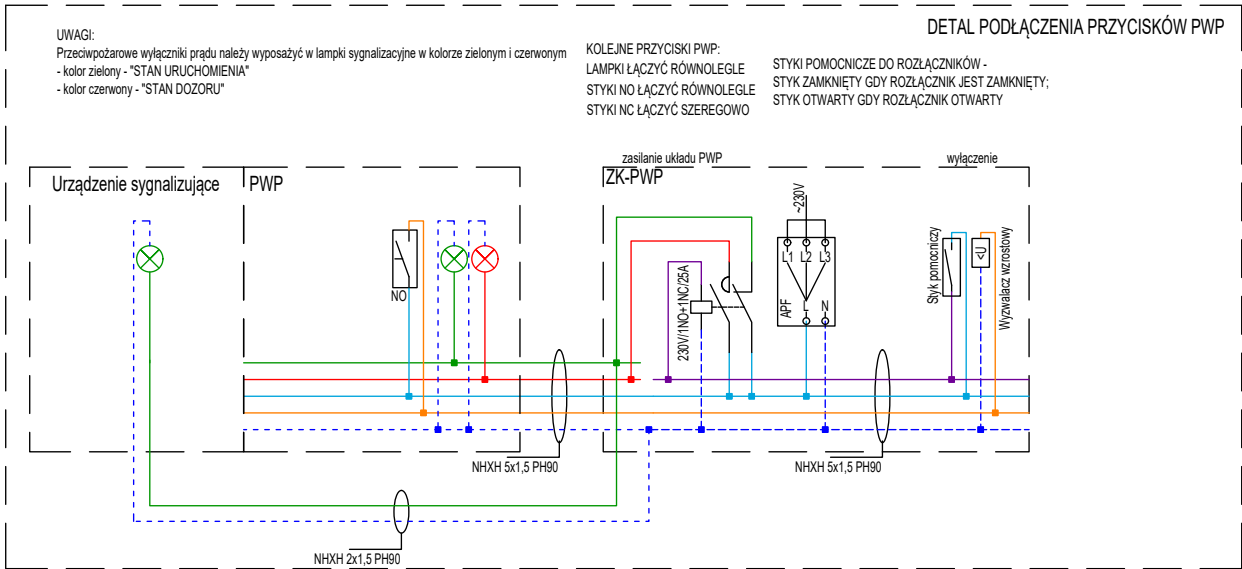 DETAL PODŁĄCZENIA PRZYCISKÓW PWP
UWAGI:
Przeciwpożarowe wyłączniki prądu należy wyposażyć w lampki sygnalizacyjne w kolorze zielonym i czerwonym
- kolor zielony - "STAN URUCHOMIENIA"
- kolor czerwony - "STAN DOZORU"
KOLEJNE PRZYCISKI PWP:
LAMPKI ŁĄCZYĆ RÓWNOLEGLE
STYKI NO ŁĄCZYĆ RÓWNOLEGLE
STYKI NC ŁĄCZYĆ SZEREGOWO
STYKI POMOCNICZE DO ROZŁĄCZNIKÓW -
STYK ZAMKNIĘTY GDY ROZŁĄCZNIK JEST ZAMKNIĘTY;
STYK OTWARTY GDY ROZŁĄCZNIK OTWARTY
zasilanie układu PWP
wyłączenie
Urządzenie sygnalizujące
PWP
ZK-PWP
NO
230V/1NO+1NC/25A
~230V
L1 L2 L3
APF
L N
Styk pomocniczy
<U
Wyzwalacz wzrostowy
NHXH 5x1,5 PH90
NHXH 5x1,5 PH90
NHXH 2x1,5 PH90